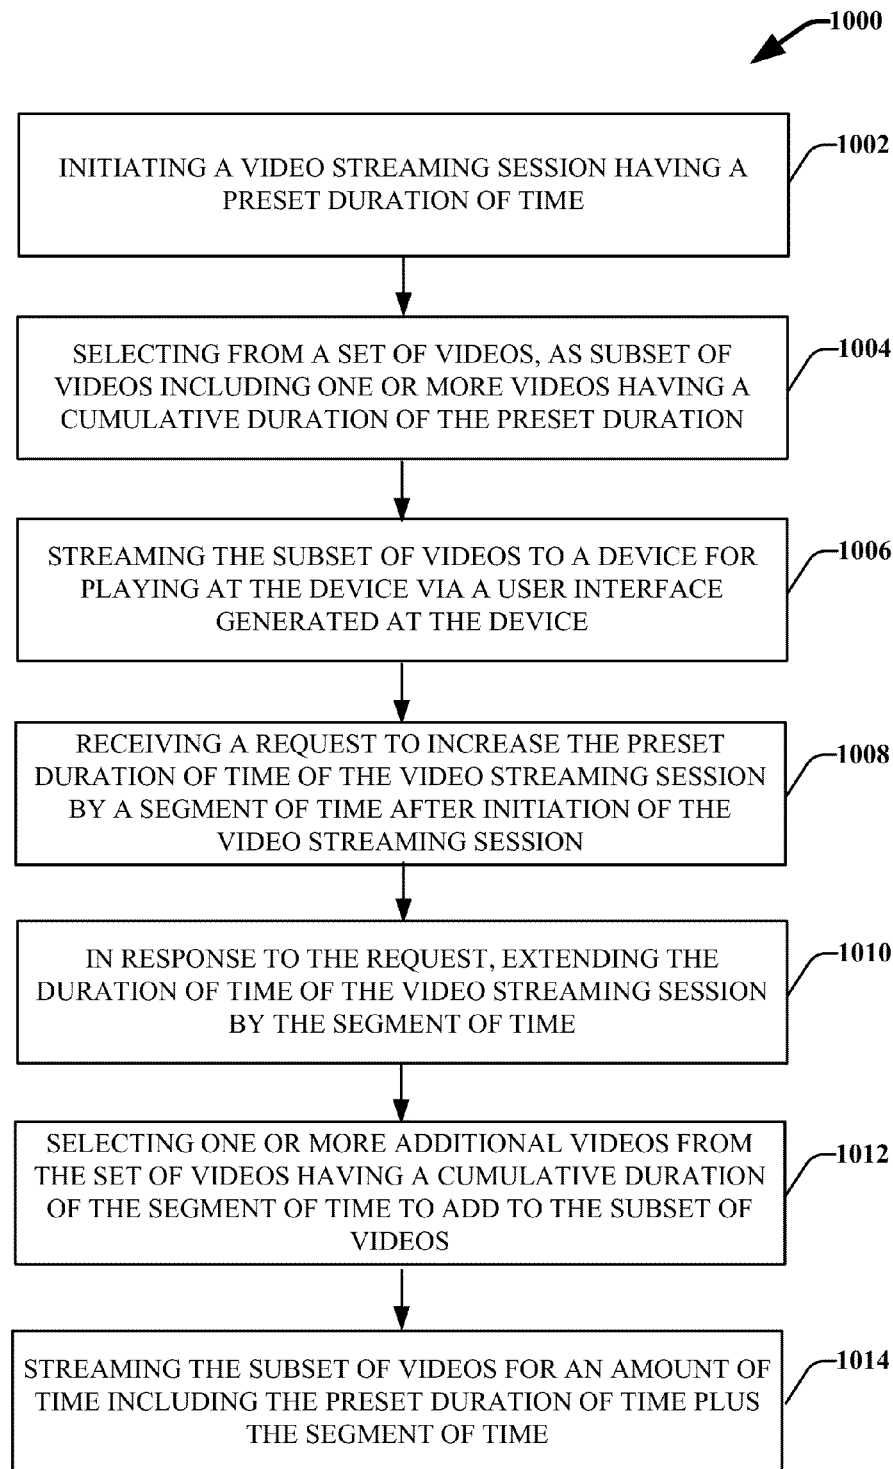 1000
INITIATING A VIDEO STREAMING SESSION HAVING A
PRESET DURATION OF TIME
1002
SELECTING FROM A SET OF VIDEOS, AS SUBSET OF
VIDEOS INCLUDING ONE OR MORE VIDEOS HAVING A
CUMULATIVE DURATION OF THE PRESET DURATION
1004
STREAMING THE SUBSET OF VIDEOS TO A DEVICE FOR
PLAYING AT THE DEVICE VIA A USER INTERFACE
GENERATED AT THE DEVICE
1006
RECEIVING A REQUEST TO INCREASE THE PRESET
DURATION OF TIME OF THE VIDEO STREAMING SESSION
BY A SEGMENT OF TIME AFTER INITIATION OF THE
VIDEO STREAMING SESSION
1008
IN RESPONSE TO THE REQUEST, EXTENDING THE
DURATION OF TIME OF THE VIDEO STREAMING SESSION
BY THE SEGMENT OF TIME
1010
SELECTING ONE OR MORE ADDITIONAL VIDEOS FROM
THE SET OF VIDEOS HAVING A CUMULATIVE DURATION
OF THE SEGMENT OF TIME TO ADD TO THE SUBSET OF
VIDEOS
1012
STREAMING THE SUBSET OF VIDEOS FOR AN AMOUNT OF
TIME INCLUDING THE PRESET DURATION OF TIME PLUS
THE SEGMENT OF TIME
1014